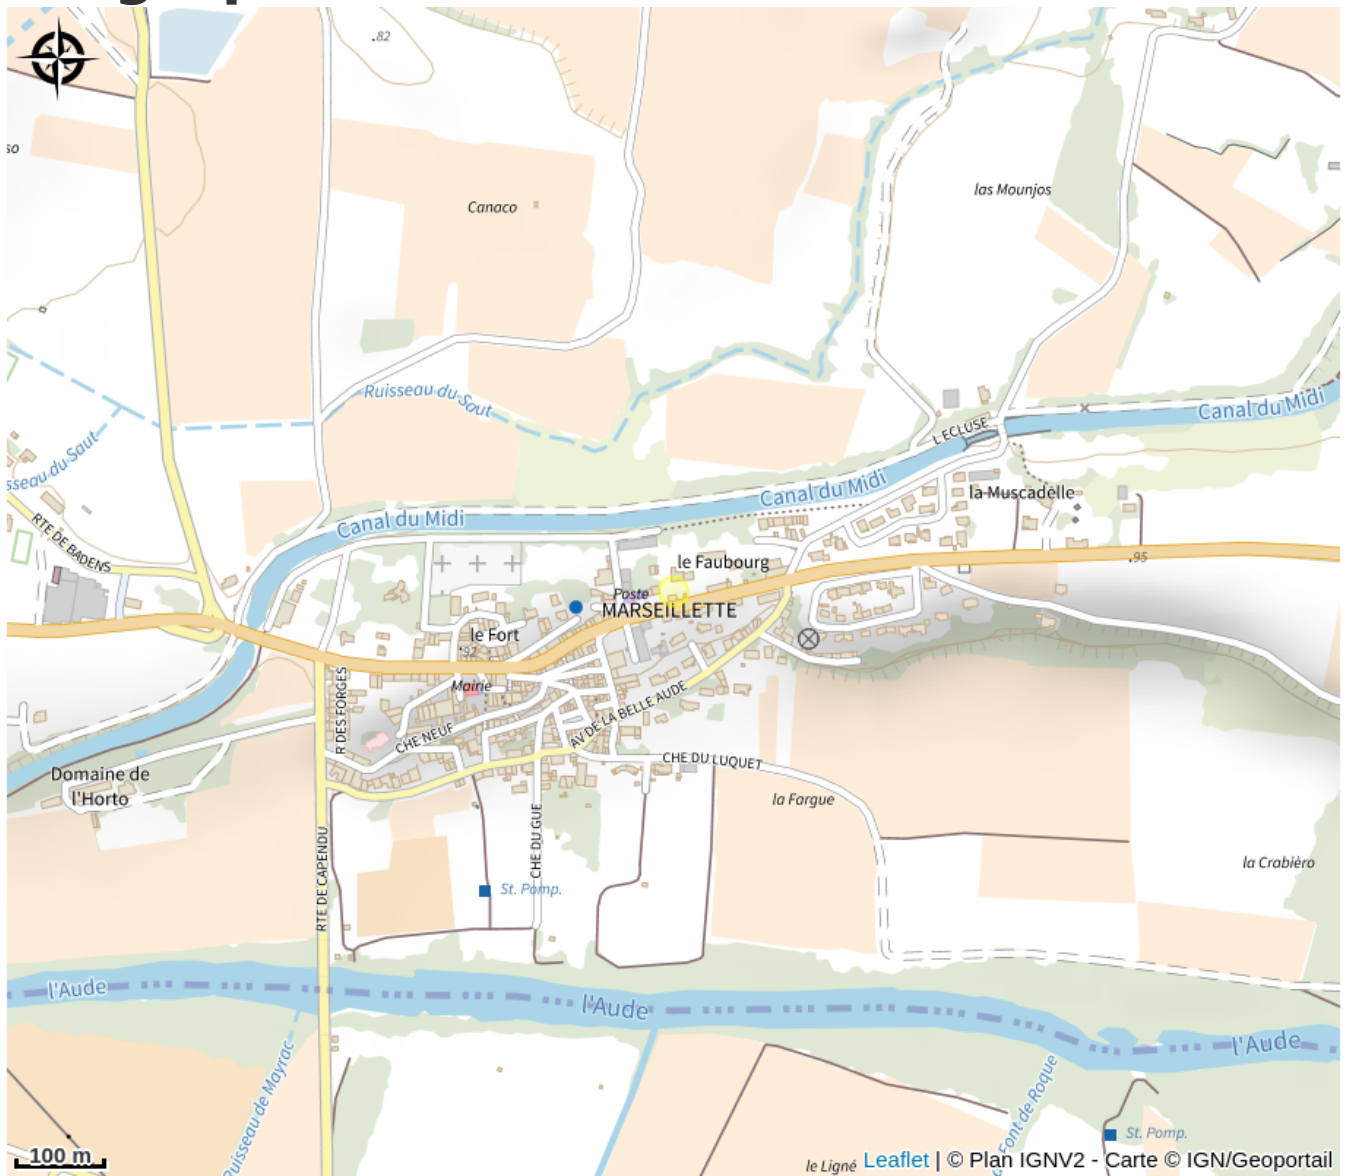 82
so
las Mounjos
Canaco
Ruisseau du Saut
Canal du Midi
L'ECLUSE
sseau du Saut
Canal du Midi
la Muscadelle
Canal du Midi
RTE DE BADENS
95
le Faubourg
Poste
MARSEILLETTE
le Fort
92
Mairie
R DES FORGES
AV DE LA BELLE AUDE
CHE NEUF
CHE DU LUQUET
Domaine de
l'Horto
la Forgue
CHE DU GUE
la Crabièro
RTE DE CAPENDU
St. Pomp.
l'Aude
l'Aude
l'Aude
Ruisseau de Mayrac
Font de Roque
St. Pomp.
100 m
le Ligné
Leaflet | © Plan IGNV2 - Carte © IGN/Geoportail